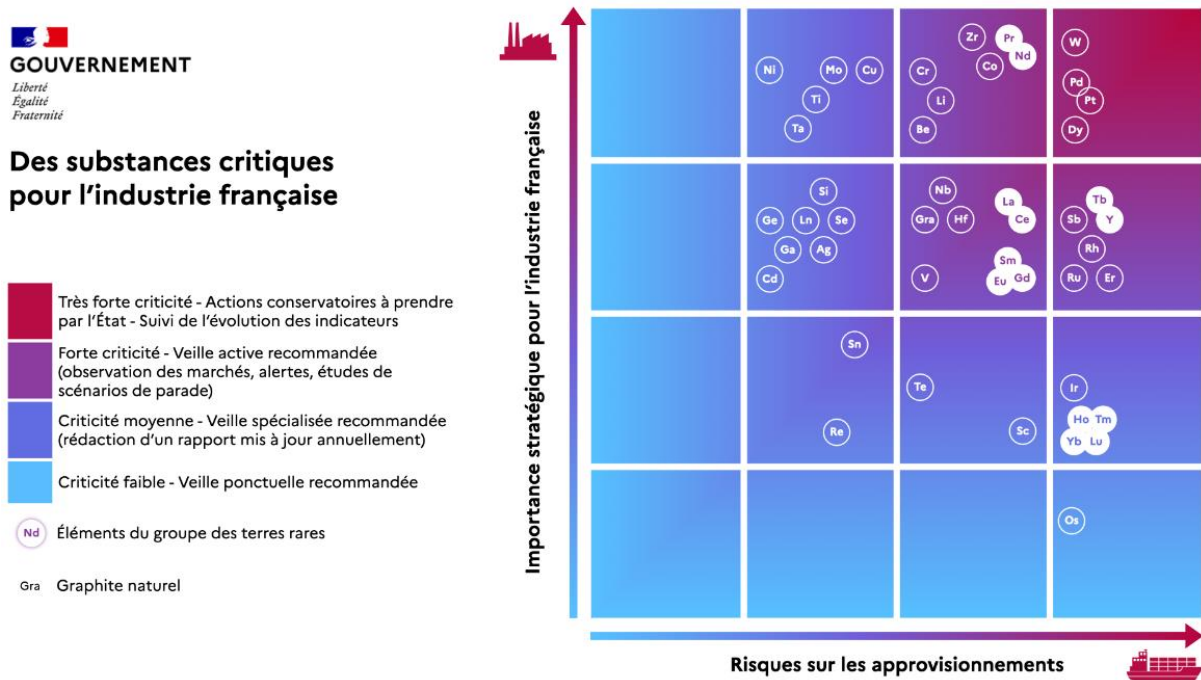 GOUVERNEMENT
Liberté
Égalité
Fraternité
Des substances critiques
pour l'industrie française
Très forte criticité - Actions conservatoires à prendre
par l'État - Suivi de l'évolution des indicateurs
Forte criticité - Veille active recommandée
(observation des marchés, alertes, études de
scénarios de parade)
Criticité moyenne - Veille spécialisée recommandée
(rédaction d'un rapport mis à jour annuellement)
Criticité faible - Veille ponctuelle recommandée
Nd Éléments du groupe des terres rares
Gra Graphite naturel
Importance stratégique pour l'industrie française
Ni Mo Cu
Ti
Ta
Zr Pr
Nd
Cr Co
Li
Be
W
Pd
Pt
Dy
Si
Ge Ln Se
Ga Ag
Cd
Nb La
Gra Hf Ce
Sm
V Eu Gd
Tb
Sb Y
Rh
Ru Er
Sn
Re
Te
Sc
Ir
Ho Tm
Yb Lu
Os
Risques sur les approvisionnements